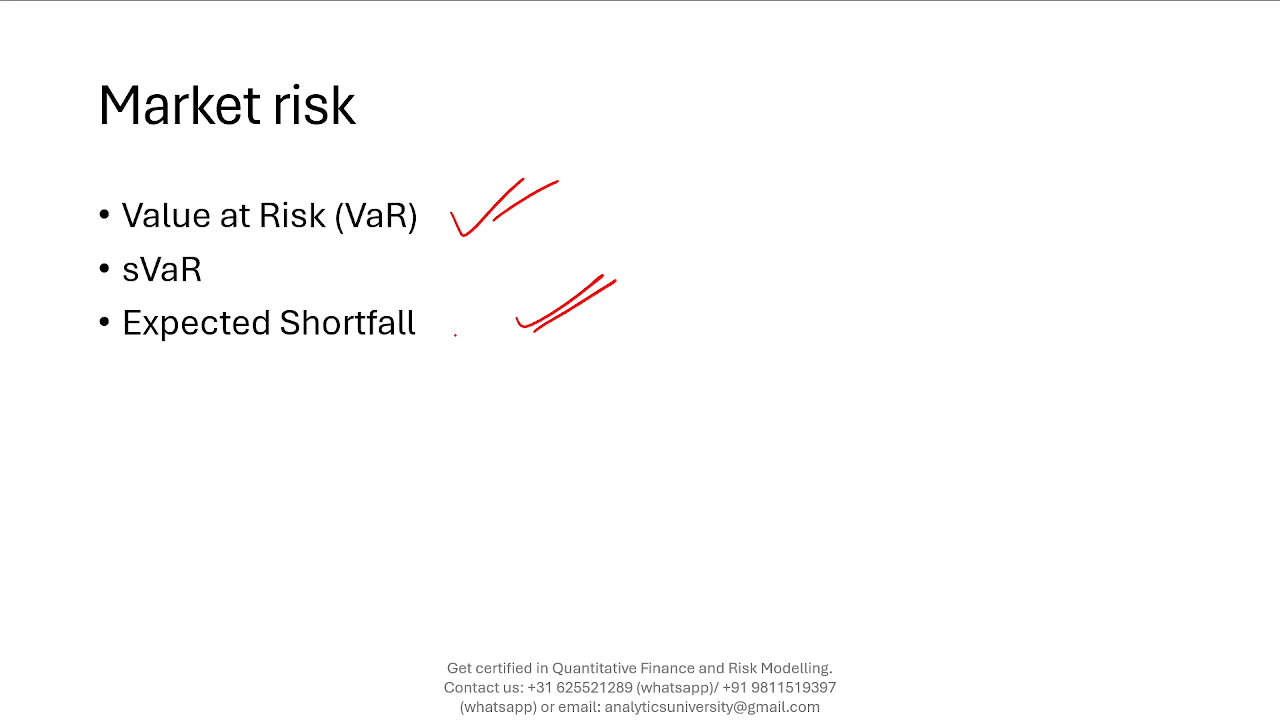 Market risk
• Value at Risk (VaR)
• sVaR
• Expected Shortfall
Get certified in Quantitative Finance and Risk Modelling.
Contact us: +31 625521289 (whatsapp)/ +91 9811519397
(whatsapp) or email: analyticsuniversity@gmail.com